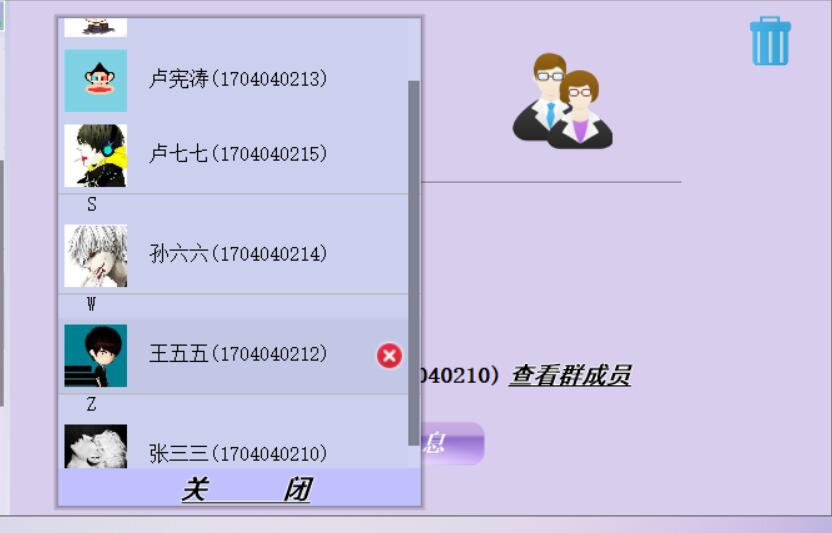 卢宪涛(1704040213)
卢七七(1704040215)
S
孙六六(1704040214)
W
王五五(1704040212)
040210) 查看群成员
Z
息
张三三(1704040210)
关 闭